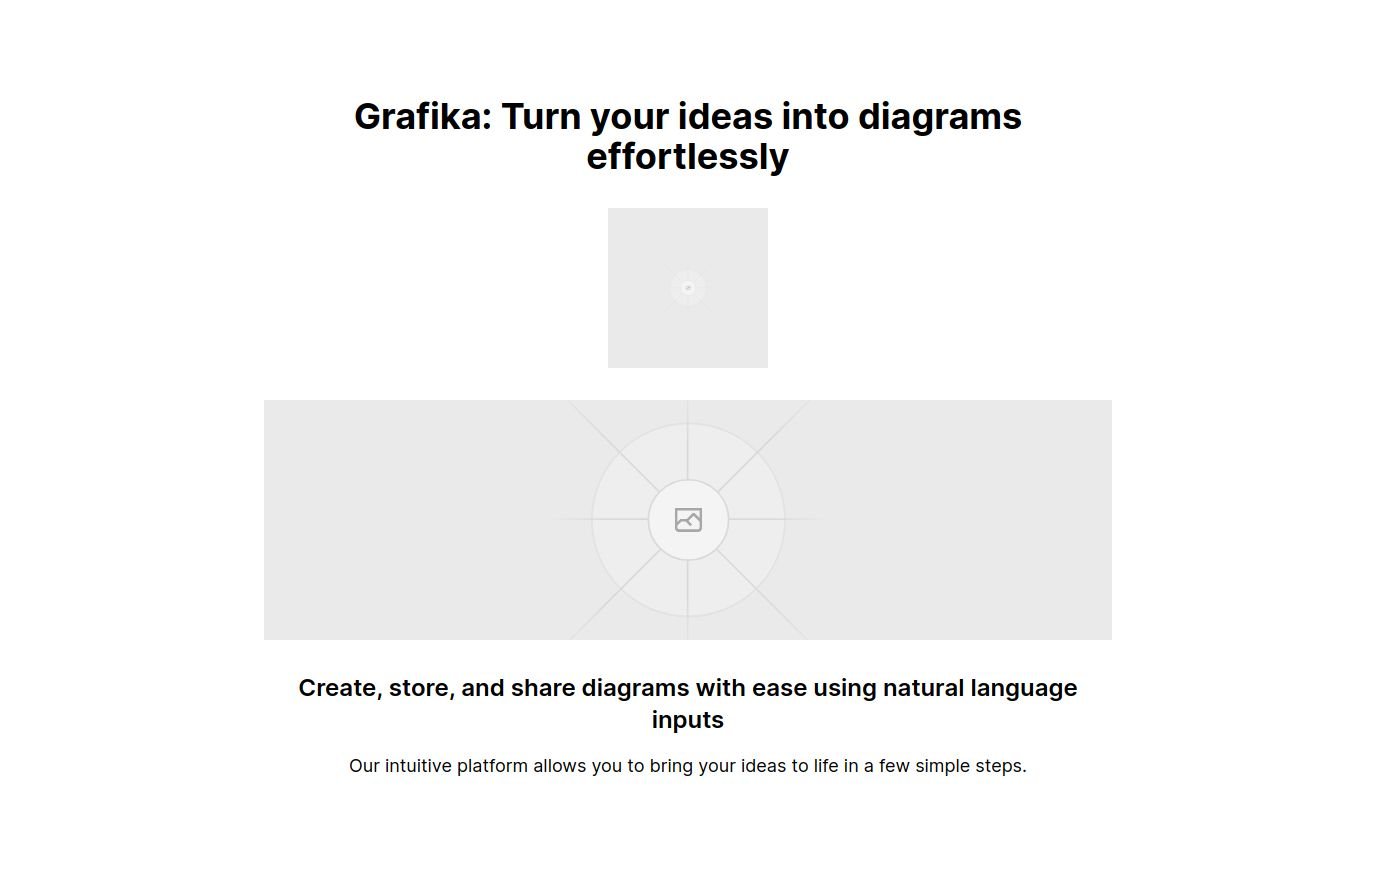 Grafika: Turn your ideas into diagrams
effortlessly
Create, store, and share diagrams with ease using natural language
inputs
Our intuitive platform allows you to bring your ideas to life in a few simple steps.